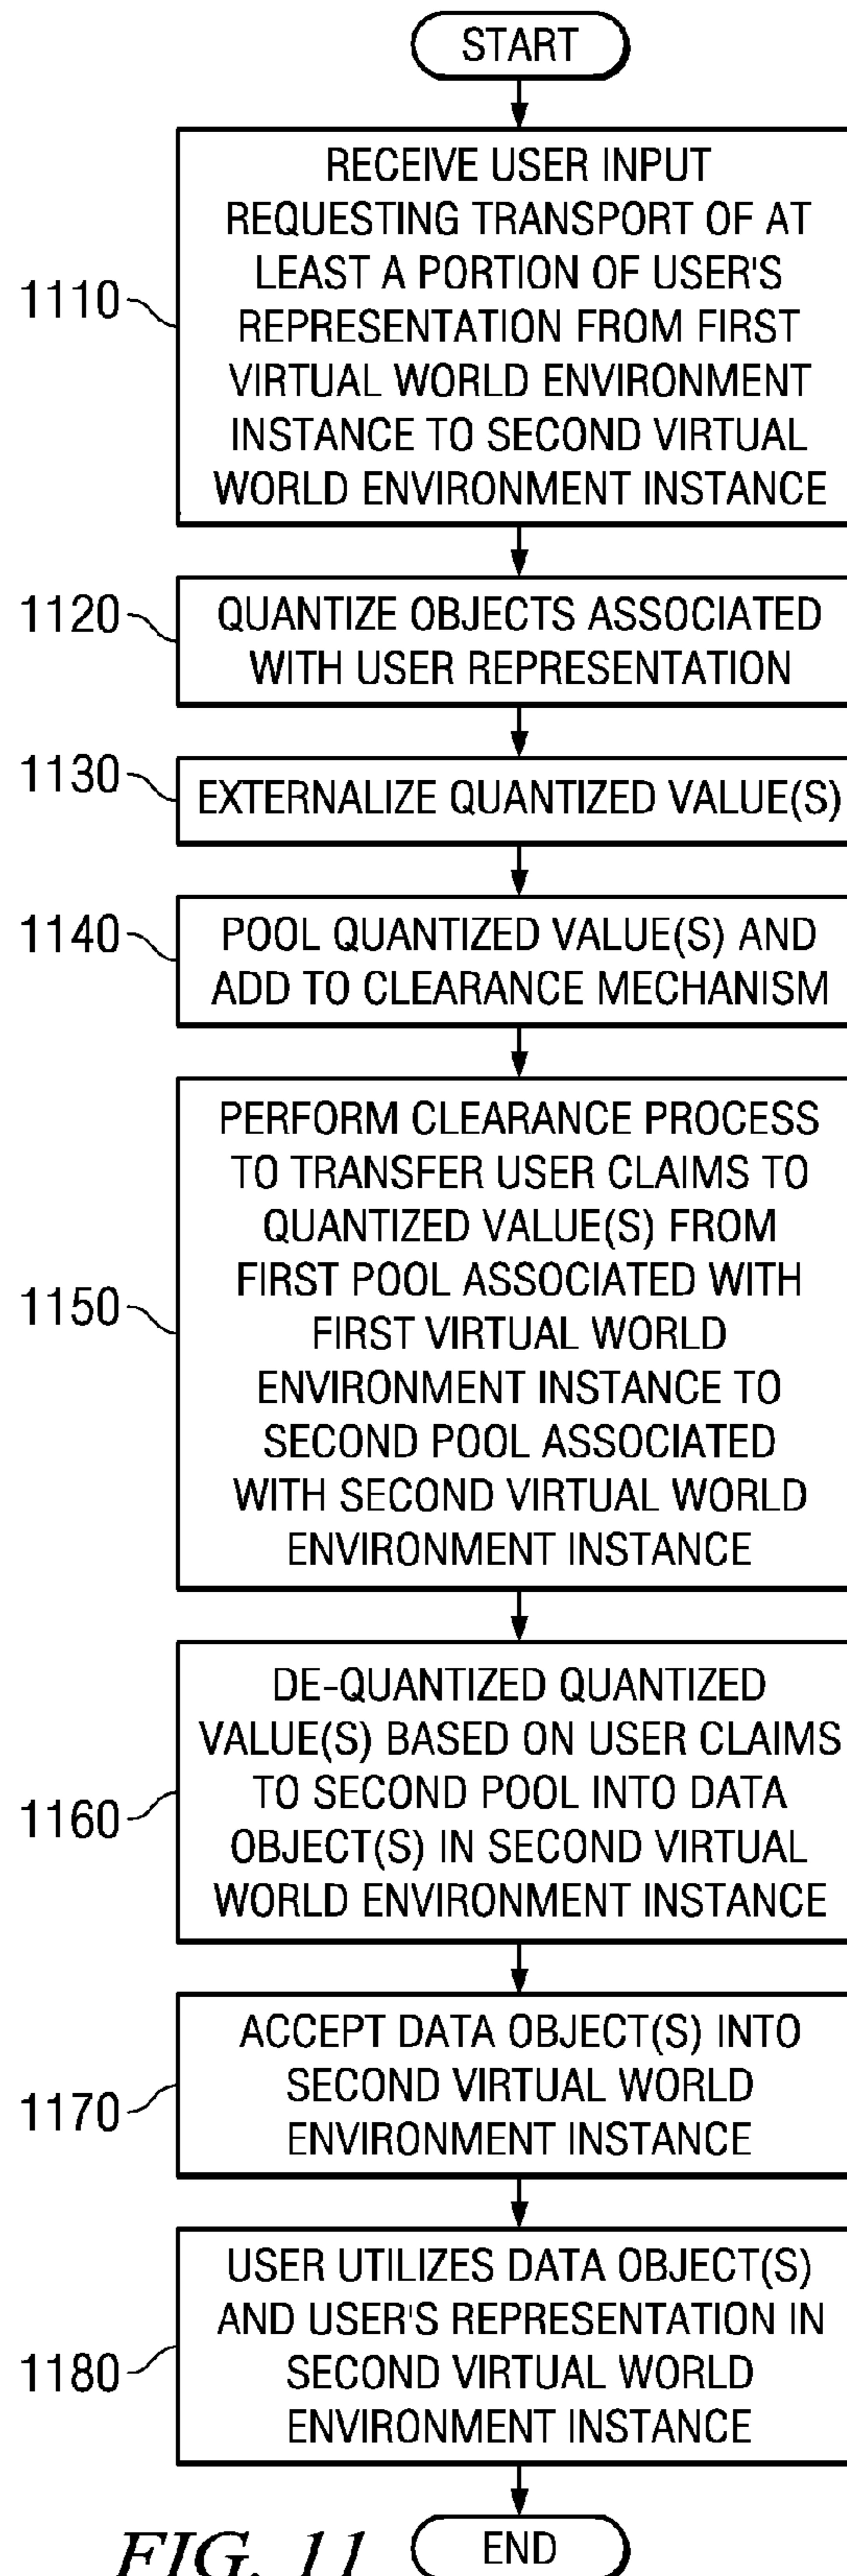 START
1110
RECEIVE USER INPUT
REQUESTING TRANSPORT OF AT
LEAST A PORTION OF USER'S
REPRESENTATION FROM FIRST
VIRTUAL WORLD ENVIRONMENT
INSTANCE TO SECOND VIRTUAL
WORLD ENVIRONMENT INSTANCE
1120
QUANTIZE OBJECTS ASSOCIATED
WITH USER REPRESENTATION
1130
EXTERNALIZE QUANTIZED VALUE(S)
1140
POOL QUANTIZED VALUE(S) AND
ADD TO CLEARANCE MECHANISM
1150
PERFORM CLEARANCE PROCESS
TO TRANSFER USER CLAIMS TO
QUANTIZED VALUE(S) FROM
FIRST POOL ASSOCIATED WITH
FIRST VIRTUAL WORLD
ENVIRONMENT INSTANCE TO
SECOND POOL ASSOCIATED
WITH SECOND VIRTUAL WORLD
ENVIRONMENT INSTANCE
1160
DE-QUANTIZED QUANTIZED
VALUE(S) BASED ON USER CLAIMS
TO SECOND POOL INTO DATA
OBJECT(S) IN SECOND VIRTUAL
WORLD ENVIRONMENT INSTANCE
1170
ACCEPT DATA OBJECT(S) INTO
SECOND VIRTUAL WORLD
ENVIRONMENT INSTANCE
1180
USER UTILIZES DATA OBJECT(S)
AND USER'S REPRESENTATION IN
SECOND VIRTUAL WORLD
ENVIRONMENT INSTANCE
FIG. 11
END